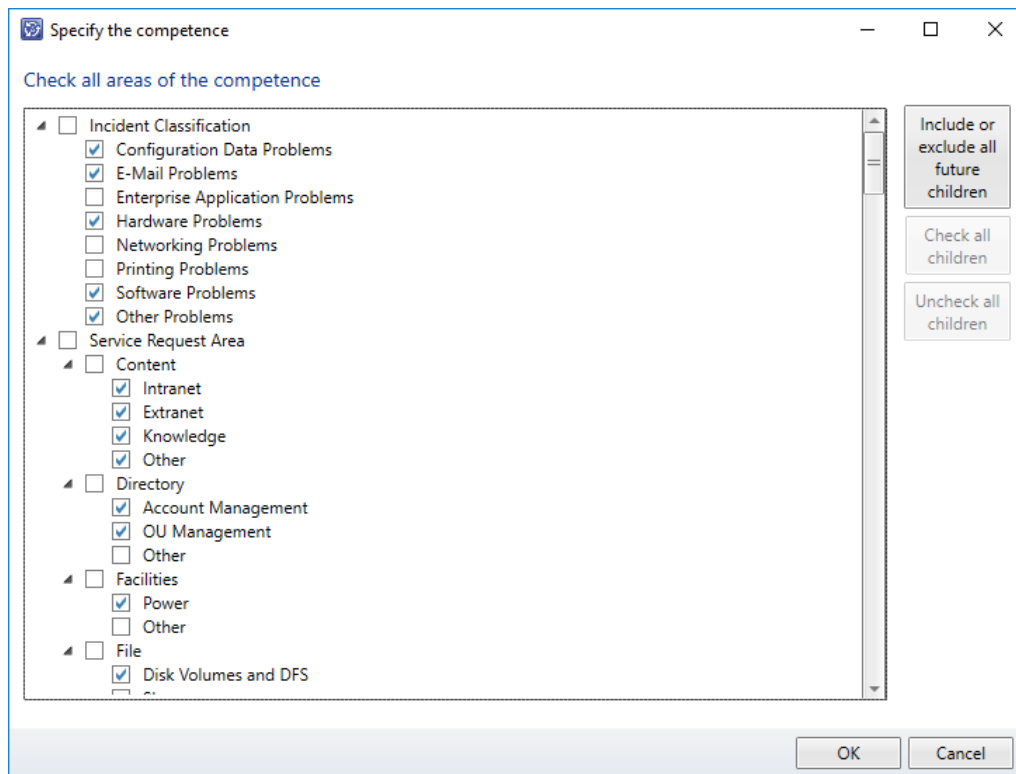 Specify the competence
Check all areas of the competence
Incident Classification
Configuration Data Problems
E-Mail Problems
Enterprise Application Problems
Hardware Problems
Networking Problems
Printing Problems
Software Problems
Other Problems
Service Request Area
Content
Intranet
Extranet
Knowledge
Other
Directory
Account Management
OU Management
Other
Facilities
Power
Other
File
Disk Volumes and DFS
Include or
exclude all
future
children
Check all
children
Uncheck all
children
OK
Cancel